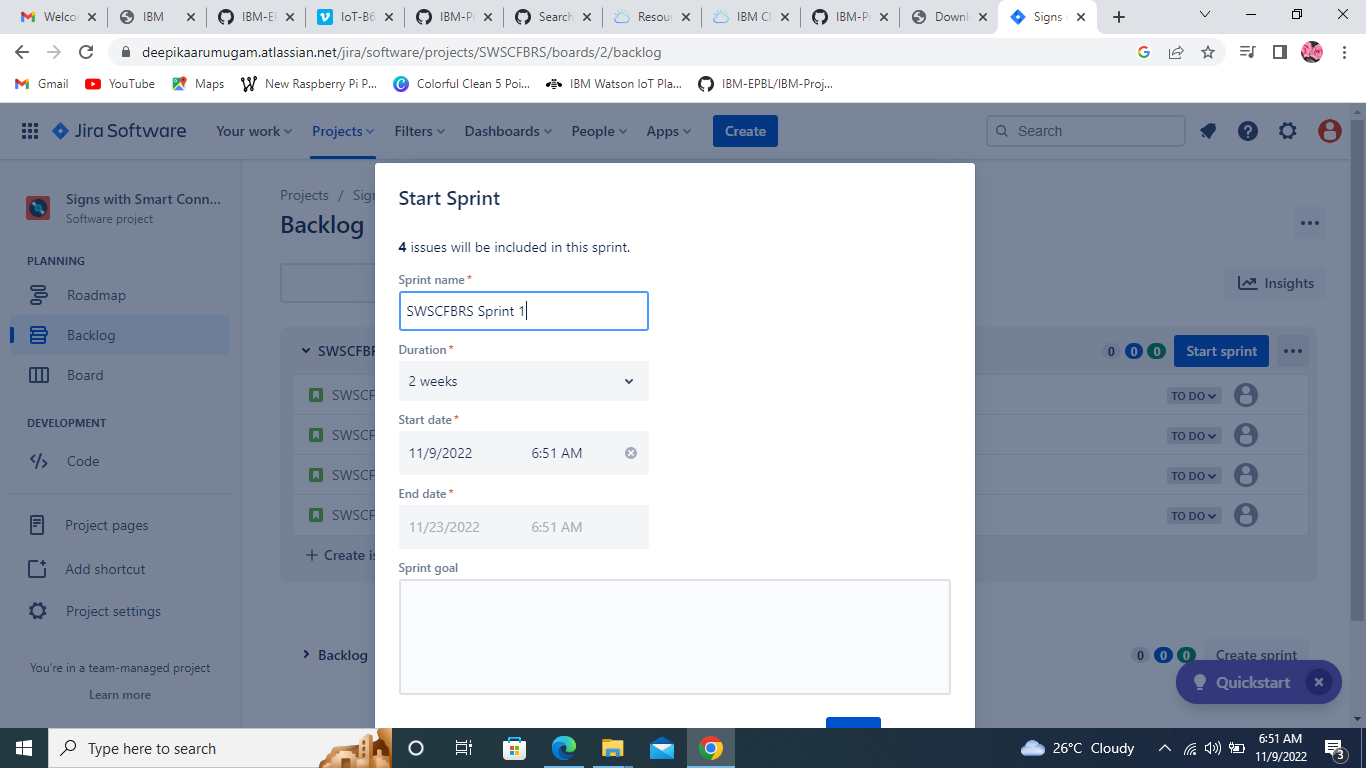 Welco
IBM
IBM-EI
IoT-B6
IBM-Pr
Search
Resour
IBM Cl
IBM-Pr
Downl
Signs
deepikaarumugam.atlassian.net/jira/software/projects/SWSCFBRS/boards/2/backlog
Gmail YouTube Maps New Raspberry Pi P... Colorful Clean 5 Poi... IBM Watson IoT Pla... IBM-EPBL/IBM-Proj...
Jira Software Your work Projects Filters Dashboards People Apps Create Search
Signs with Smart Conn...
Software project
PLANNING
Roadmap
Backlog
Board
DEVELOPMENT
Code
Project pages
Add shortcut
Project settings
You're in a team-managed project
Learn more
Projects / Sign
Backlog
Insights
SWSCFBR
0 0 0 Start sprint
SWSCF TO DO
SWSCF TO DO
SWSCF TO DO
SWSCF TO DO
+ Create is
Backlog 0 0 0 Create sprint
Quickstart
Start Sprint
4 issues will be included in this sprint.
Sprint name*
SWSCFBRS Sprint 1
Duration*
2 weeks
Start date*
11/9/2022 6:51 AM
End date*
11/23/2022 6:51 AM
Sprint goal
Type here to search
26°C Cloudy
6:51 AM
11/9/2022
3